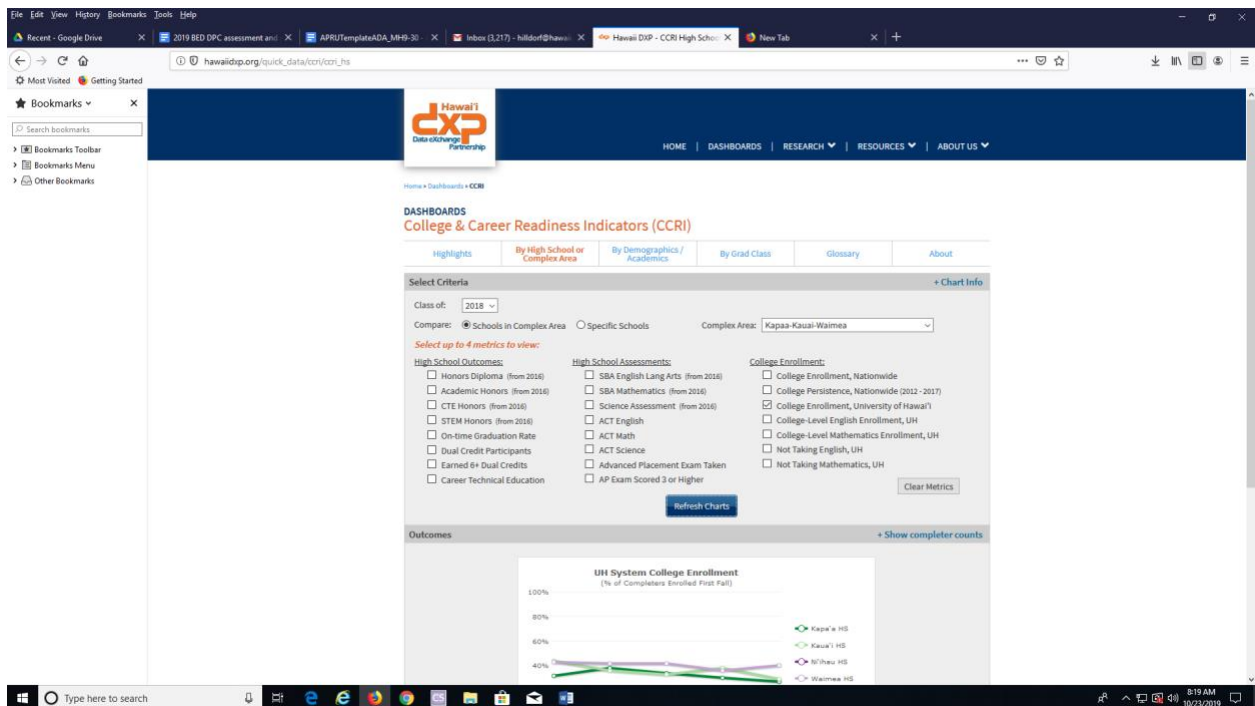 File Edit View History Bookmarks Tools Help
Recent - Google Drive 2019 BED DPC assessment and APRUTemplateADA_MH9-30 - Inbox (3,217) - hilldorf@hawaii Hawaii DXP - CCRI High School New Tab
hawaiidxp.org/quick_data/ccri/ccri_hs
Most Visited Getting Started
Bookmarks
Search bookmarks
Bookmarks Toolbar
Bookmarks Menu
Other Bookmarks
Hawai'i
dxp
Data eXchange
Partnership
HOME | DASHBOARDS | RESEARCH | RESOURCES | ABOUT US
Home » Dashboards » CCRI
DASHBOARDS
College & Career Readiness Indicators (CCRI)
Highlights By High School or Complex Area By Demographics / Academics By Grad Class Glossary About
Select Criteria + Chart Info
Class of: 2018
Compare: Schools in Complex Area Specific Schools Complex Area: Kapaa-Kauai-Waimea
Select up to 4 metrics to view:
High School Outcomes: High School Assessments: College Enrollment:
Honors Diploma (from 2016) SBA English Lang Arts (from 2016) College Enrollment, Nationwide
Academic Honors (from 2016) SBA Mathematics (from 2016) College Persistence, Nationwide (2012 - 2017)
CTE Honors (from 2016) Science Assessment (from 2016) College Enrollment, University of Hawai'i
STEM Honors (from 2016) ACT English College-Level English Enrollment, UH
On-time Graduation Rate ACT Math College-Level Mathematics Enrollment, UH
Dual Credit Participants ACT Science Not Taking English, UH
Earned 6+ Dual Credits Advanced Placement Exam Taken Not Taking Mathematics, UH
Career Technical Education AP Exam Scored 3 or Higher
Clear Metrics
Refresh Charts
Outcomes + Show completer counts
UH System College Enrollment
(% of Completers Enrolled First Fall)
100%
80%
Kapa'a HS
60%
Kaua'i HS
40%
Ni'ihau HS
Waimea HS
Type here to search
8:19 AM
10/23/2019